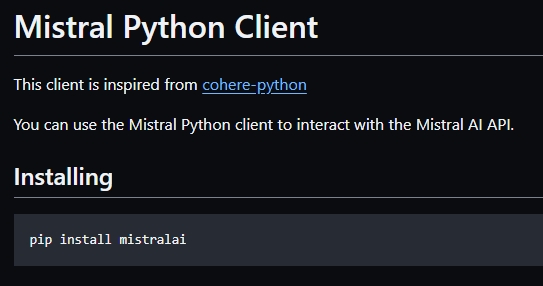 Mistral Python Client
This client is inspired from cohere-python
You can use the Mistral Python client to interact with the Mistral AI API.
Installing
pip install mistralai